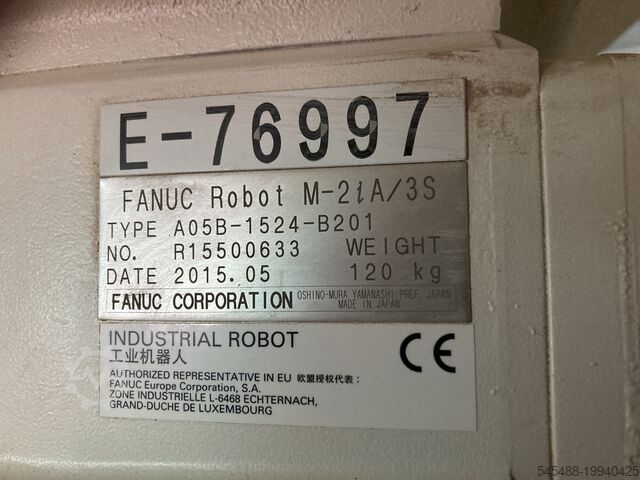 E-76997
FANUC Robot M-2iA/3S
TYPE A05B-1524-B201
NO. R15500633 WEIGHT
DATE 2015.05 120 kg
FANUC CORPORATION OSHINO-MURA YAMANASHI PREF. JAPAN
MADE IN JAPAN
INDUSTRIAL ROBOT
工业机器人
CE
AUTHORIZED REPRESENTATIVE IN EU 欧盟授权代表:
FANUC Europe Corporation, S.A.
ZONE INDUSTRIELLE L-6468 ECHTERNACH,
GRAND-DUCHE DE LUXEMBOURG
545488-19940425